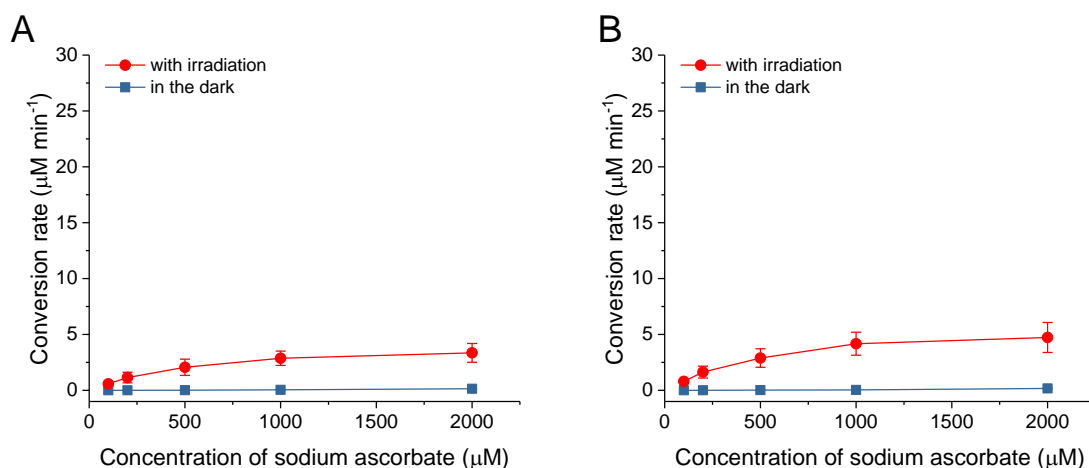 A
30
25
20
15
10
5
0
Conversion rate (μM min⁻¹)
with irradiation
in the dark
0
500
1000
1500
2000
Concentration of sodium ascorbate (μM)
B
30
25
20
15
10
5
0
Conversion rate (μM min⁻¹)
with irradiation
in the dark
0
500
1000
1500
2000
Concentration of sodium ascorbate (μM)